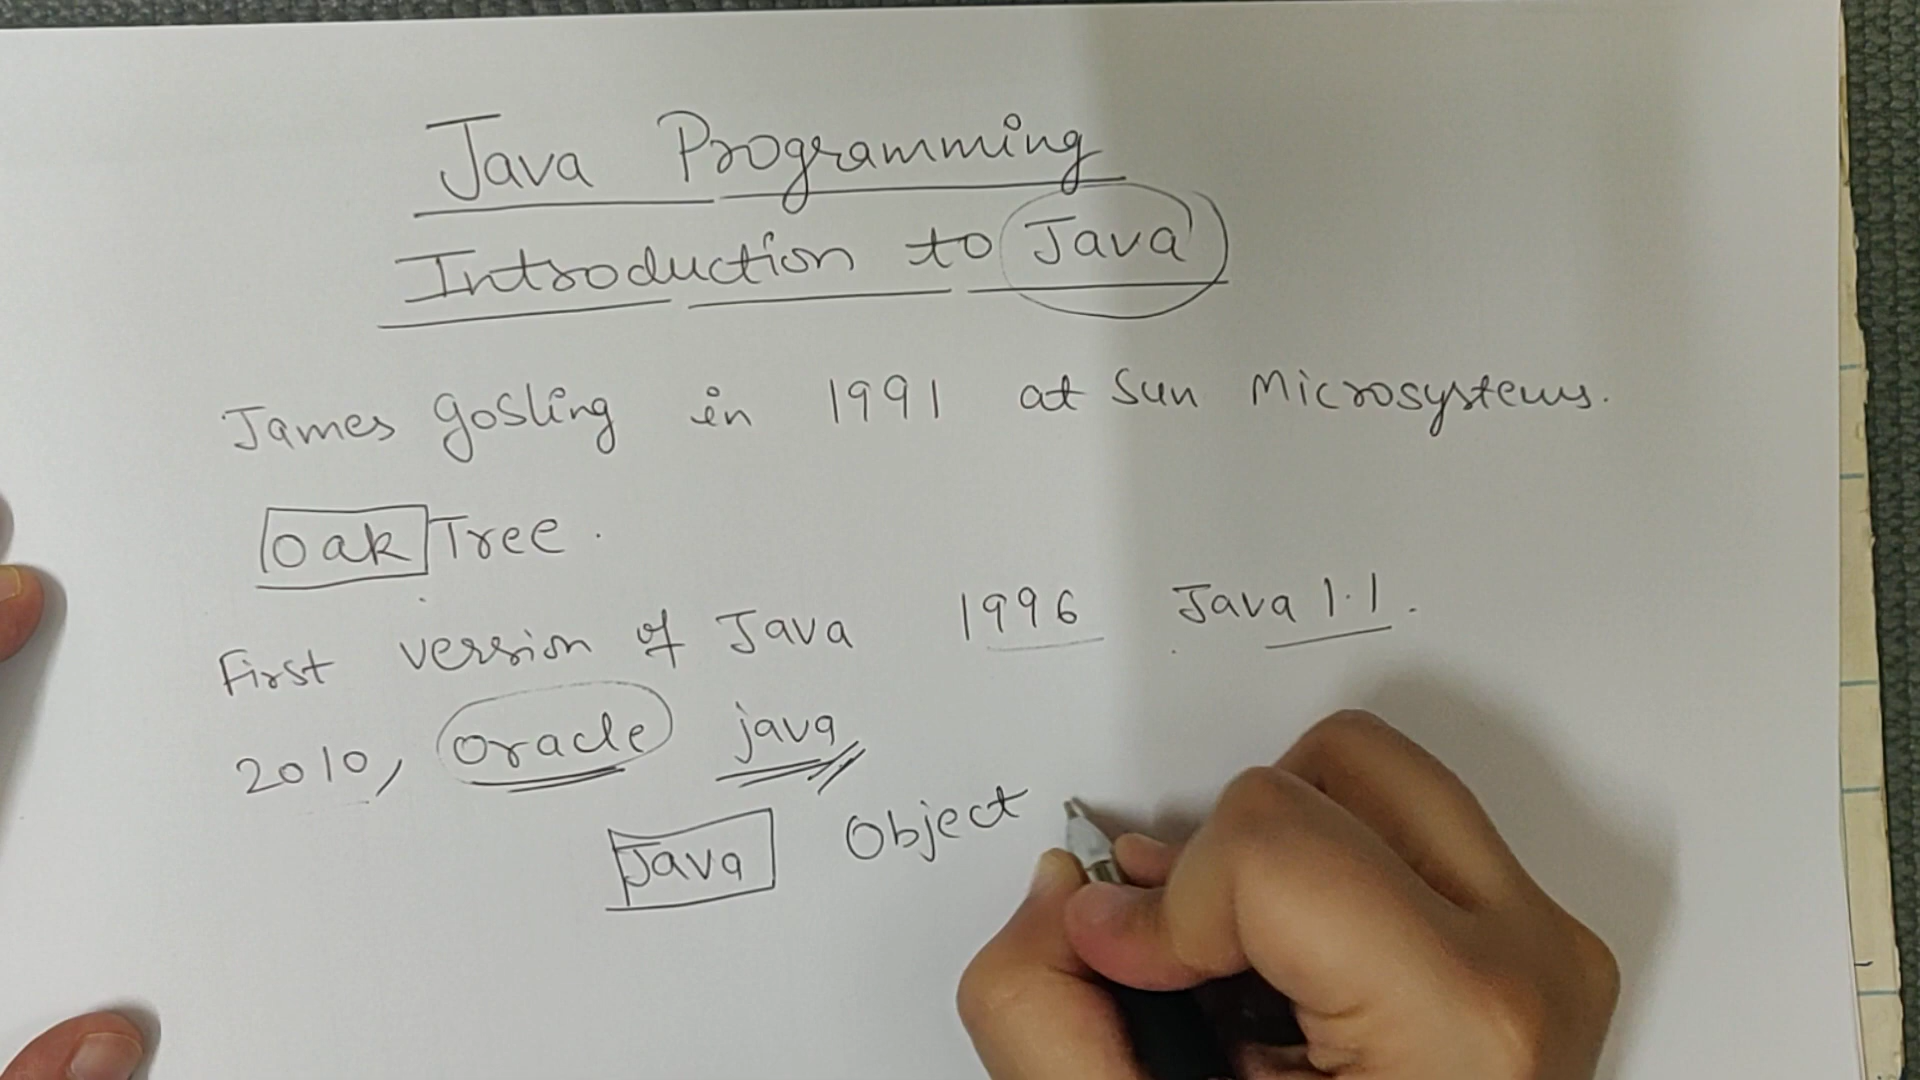 Java Programming
Introduction to Java
James Gosling in 1991 at Sun Microsystems.
Oak Tree.
First version of Java 1996 Java 1.1.
2010, Oracle java
Java Object